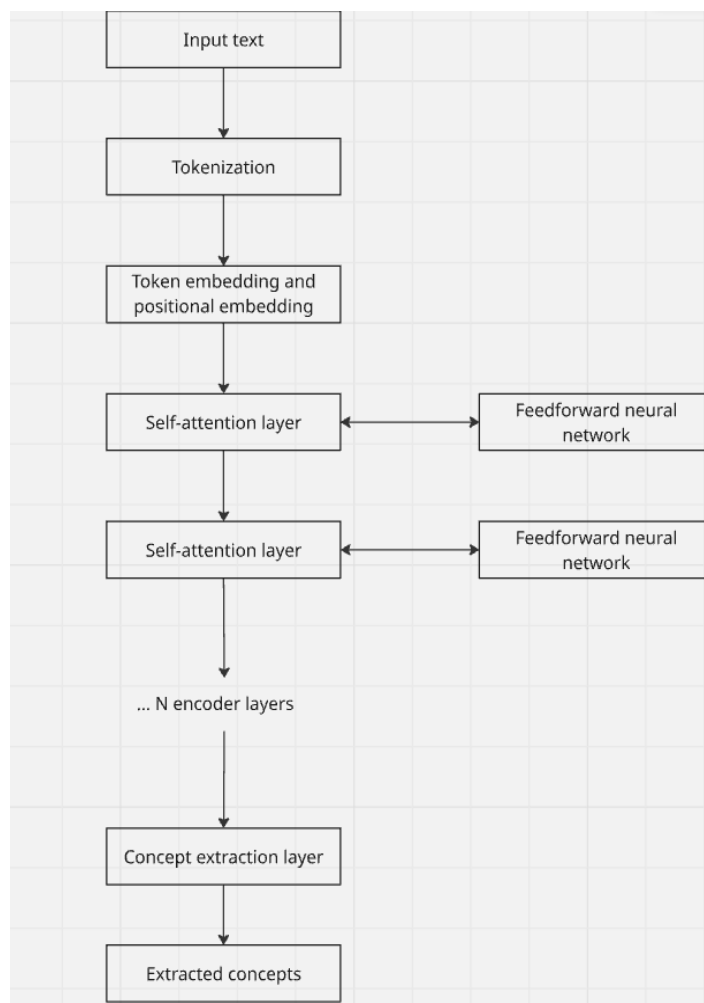 Input text
Tokenization
Token embedding and
positional embedding
Self-attention layer
Feedforward neural
network
Self-attention layer
Feedforward neural
network
... N encoder layers
Concept extraction layer
Extracted concepts